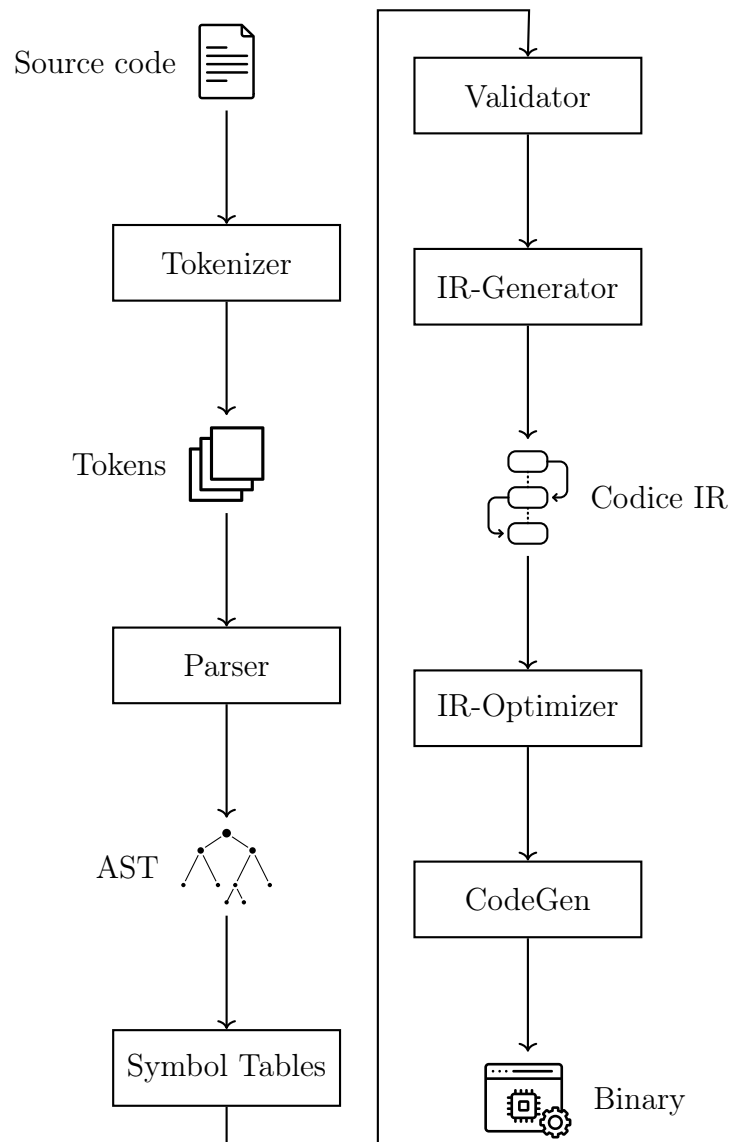 Source code
Tokenizer
Tokens
Parser
AST
Symbol Tables
Validator
IR-Generator
Codice IR
IR-Optimizer
CodeGen
Binary